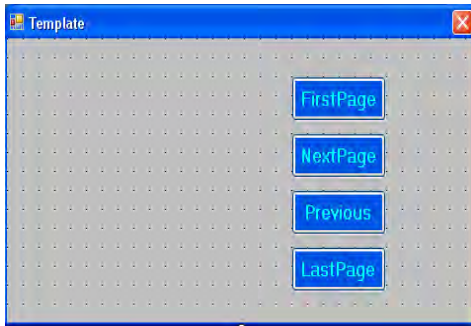 Template
FirstPage
NextPage
Previous
LastPage